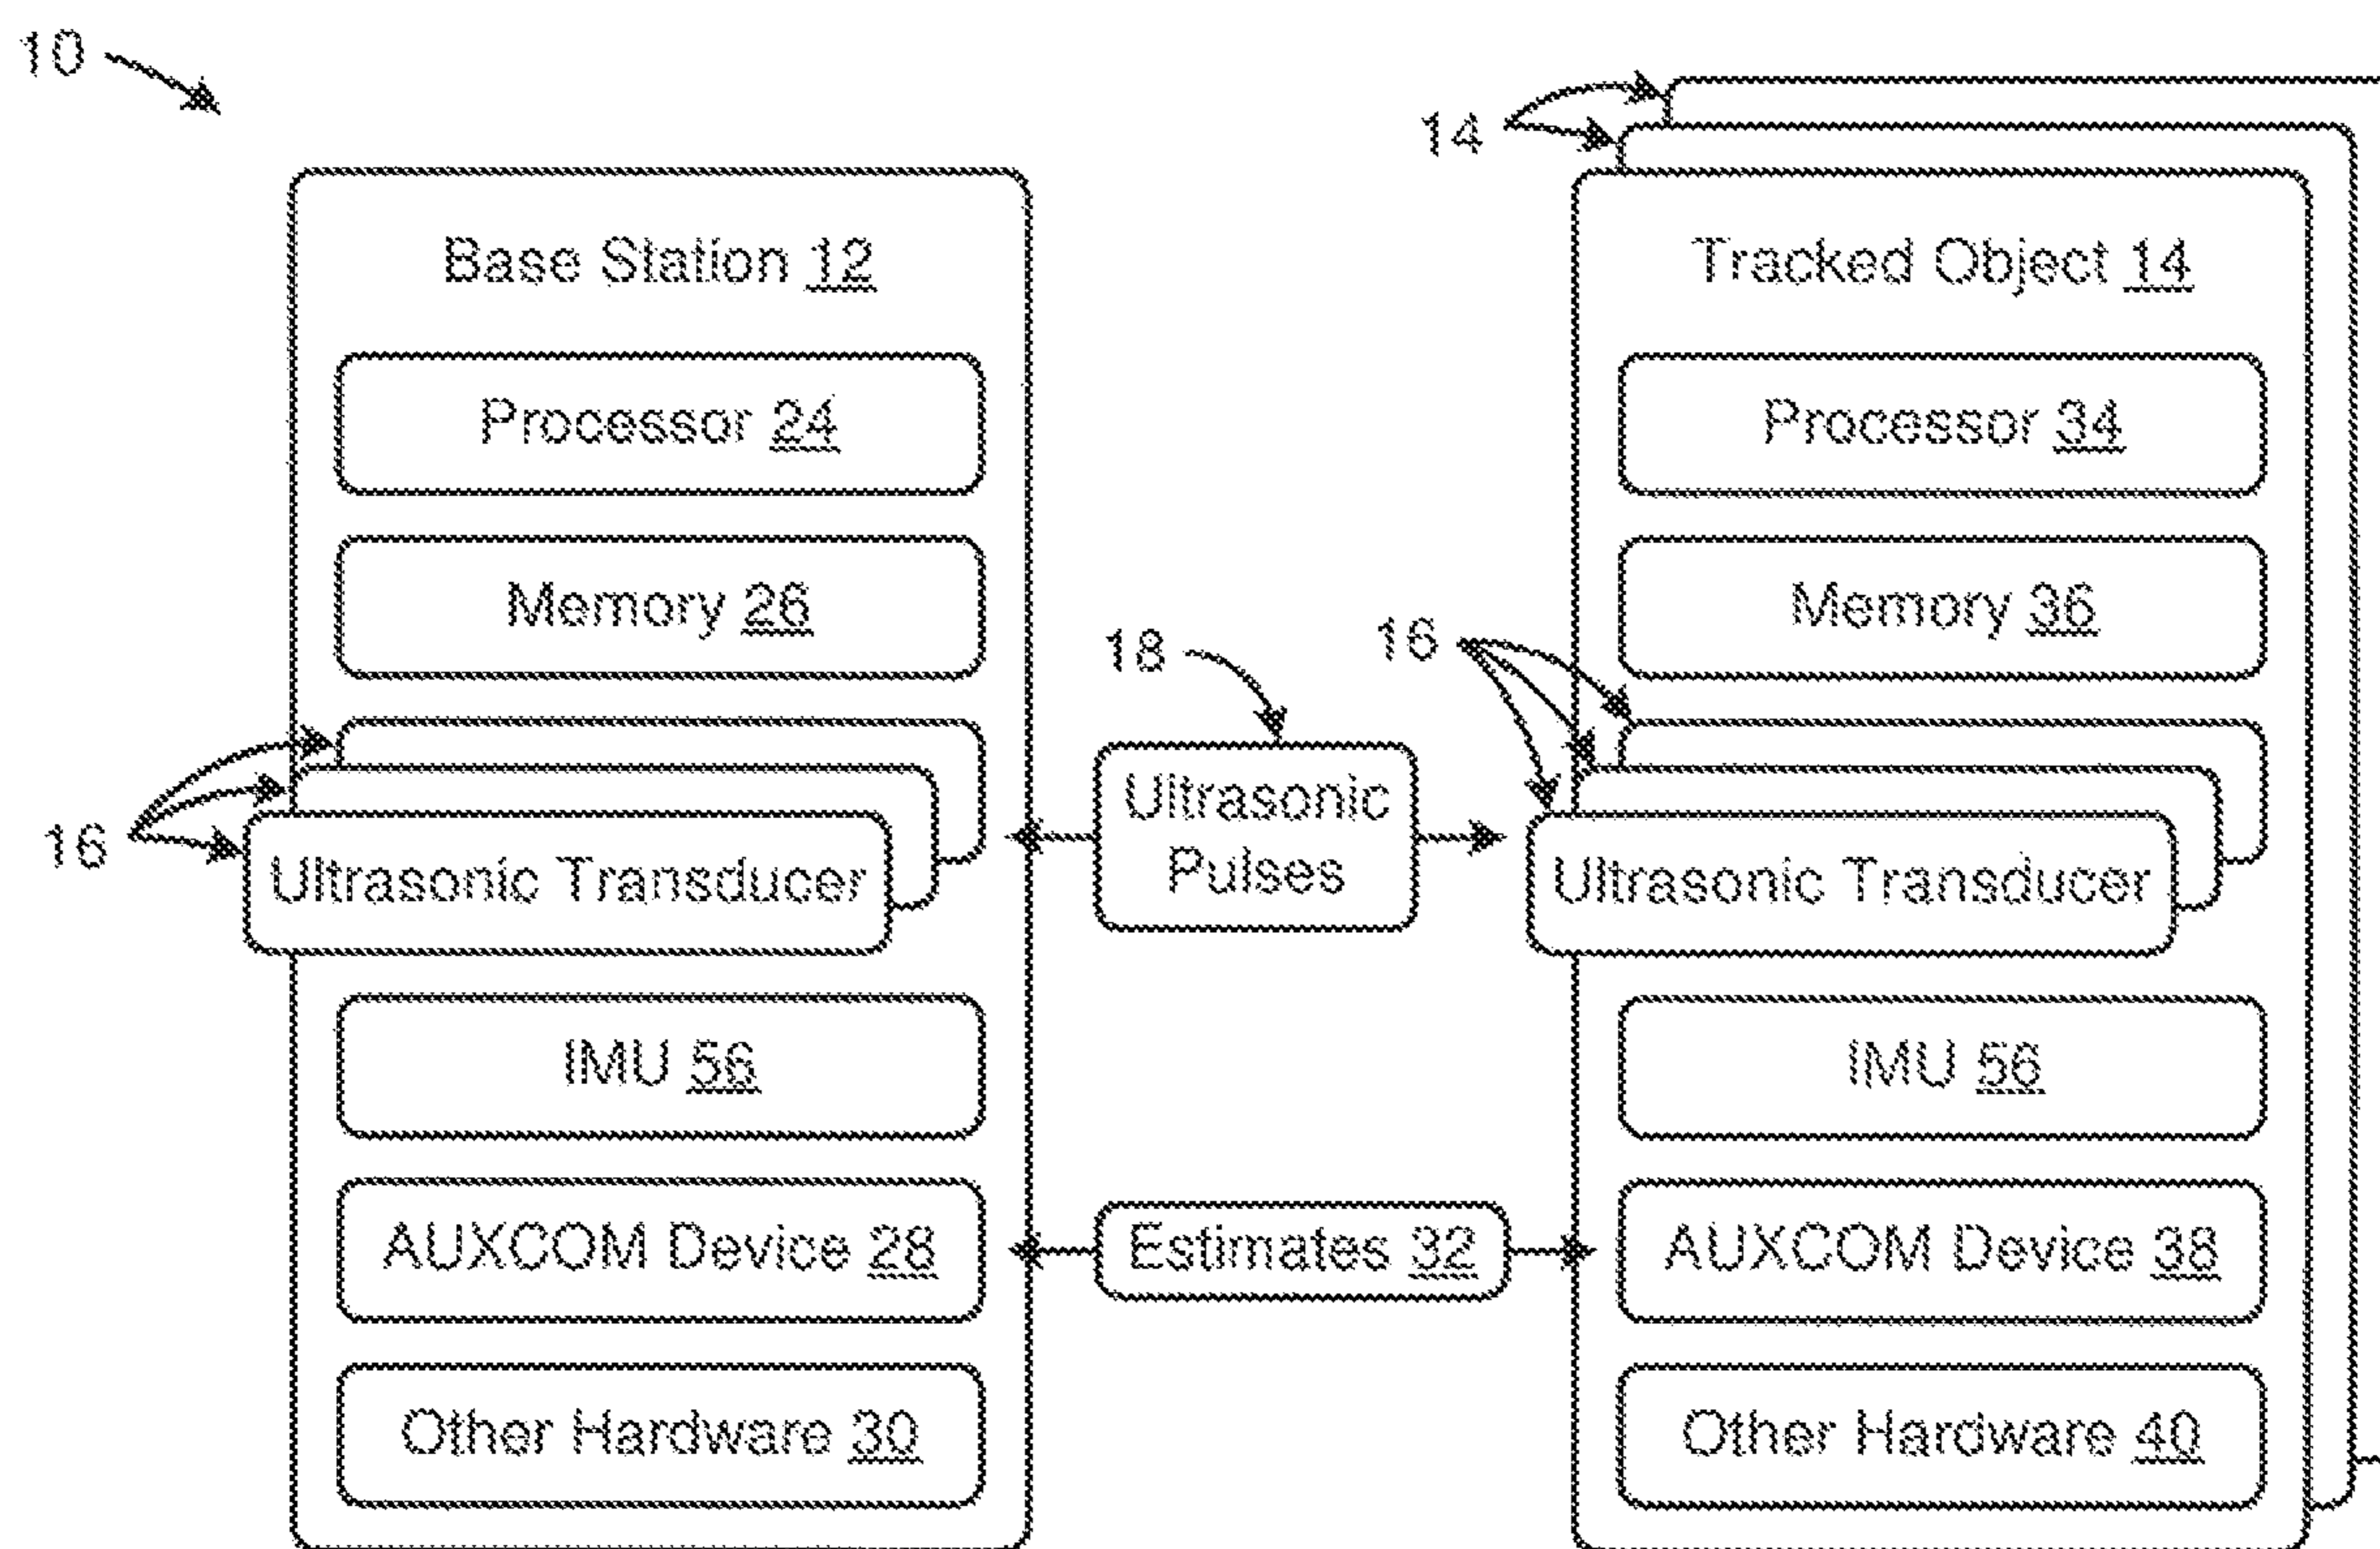 10
14
Base Station 12
Processor 24
Memory 26
16
Ultrasonic Transducer
IMU 56
AUXCOM Device 28
Other Hardware 30
18
Ultrasonic
Pulses
Estimates 32
Tracked Object 14
Processor 34
Memory 36
16
Ultrasonic Transducer
IMU 56
AUXCOM Device 38
Other Hardware 40